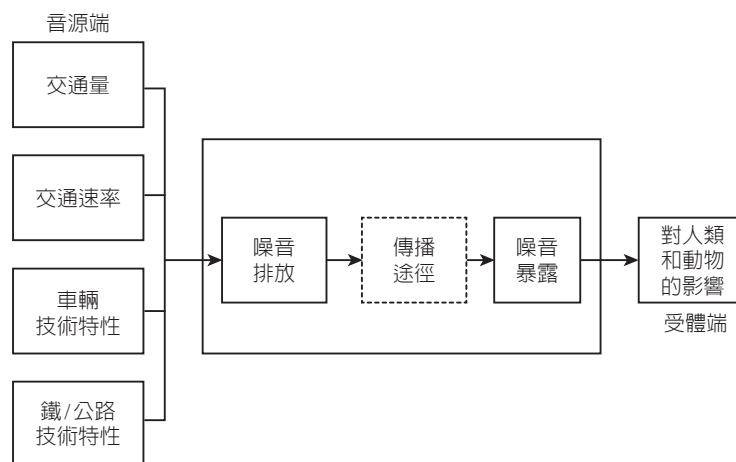 音源端
交通量
交通速率
車輛
技術特性
鐵/公路
技術特性
噪音
排放
傳播
途徑
噪音
暴露
對人類
和動物
的影響
受體端